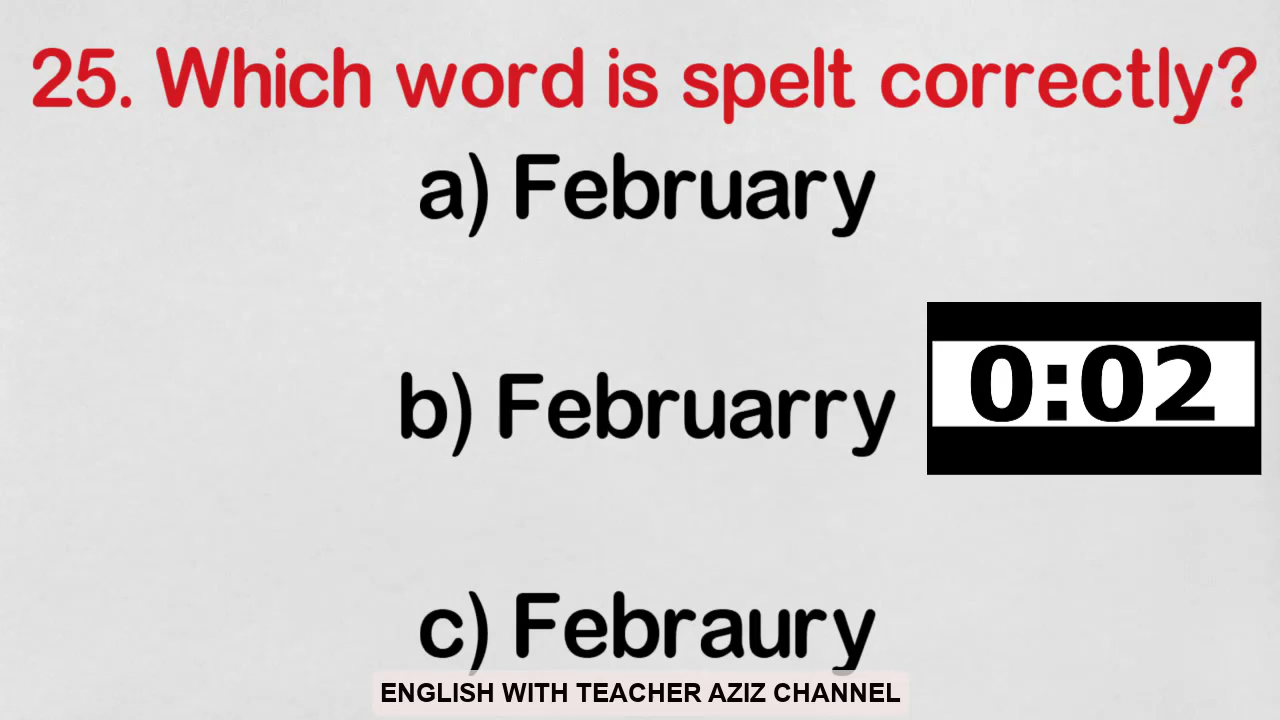 25. Which word is spelt correctly?
a) February
b) Februarry
0:02
c) Febraury
ENGLISH WITH TEACHER AZIZ CHANNEL